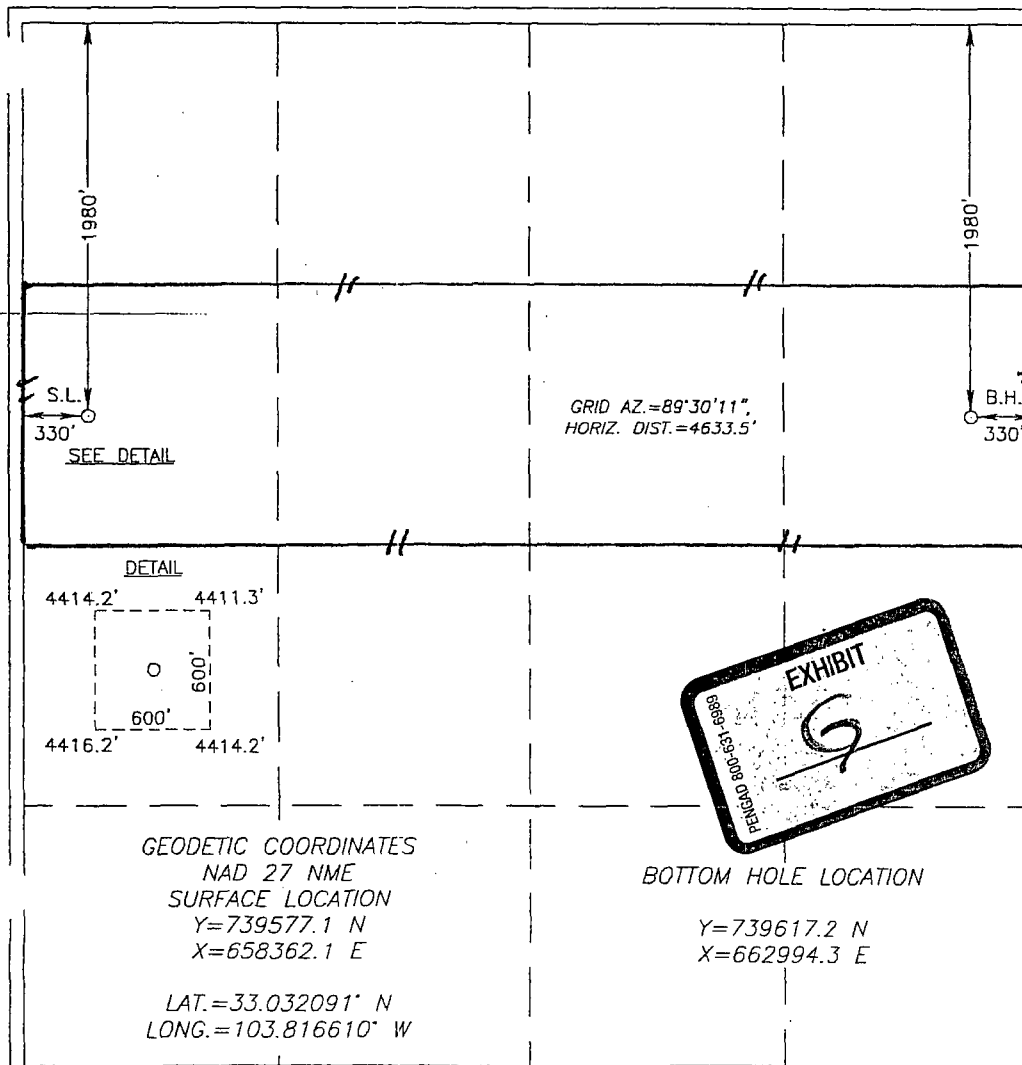 1980'
1980'
S.L.
330'
SEE DETAIL
GRID AZ.=89°30'11",
HORIZ. DIST.=4633.5'
B.H.
330'
DETAIL
4414.2'
4411.3'
600'
600'
4416.2'
4414.2'
EXHIBIT
G
PENGAD 800-631-6989
GEODETIC COORDINATES
NAD 27 NME
SURFACE LOCATION
Y=739577.1 N
X=658362.1 E
LAT.=33.032091° N
LONG.=103.816610° W
BOTTOM HOLE LOCATION
Y=739617.2 N
X=662994.3 E